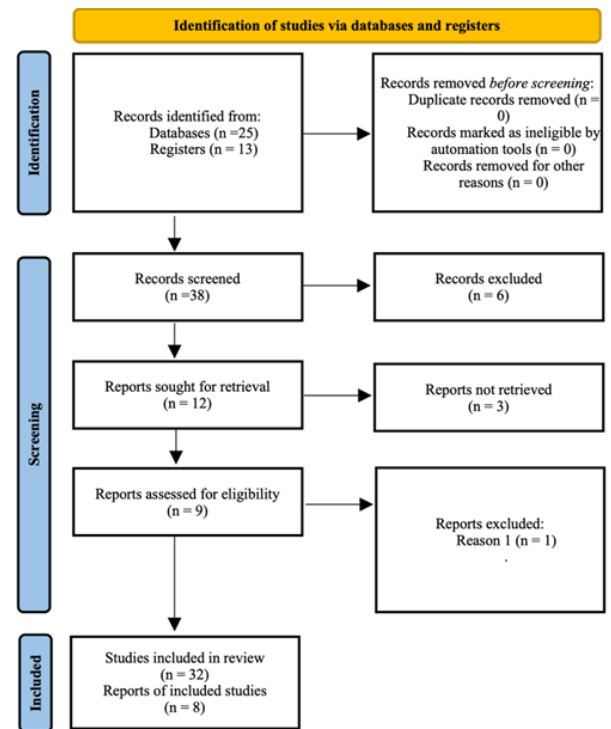 Identification of studies via databases and registers
Identification
Records identified from:
Databases (n =25)
Registers (n = 13)
Records removed before screening:
Duplicate records removed (n =
0)
Records marked as ineligible by
automation tools (n = 0)
Records removed for other
reasons (n = 0)
Screening
Records screened
(n =38)
Records excluded
(n = 6)
Reports sought for retrieval
(n = 12)
Reports not retrieved
(n = 3)
Reports assessed for eligibility
(n = 9)
Reports excluded:
Reason 1 (n = 1)
.
Included
Studies included in review
(n = 32)
Reports of included studies
(n = 8)